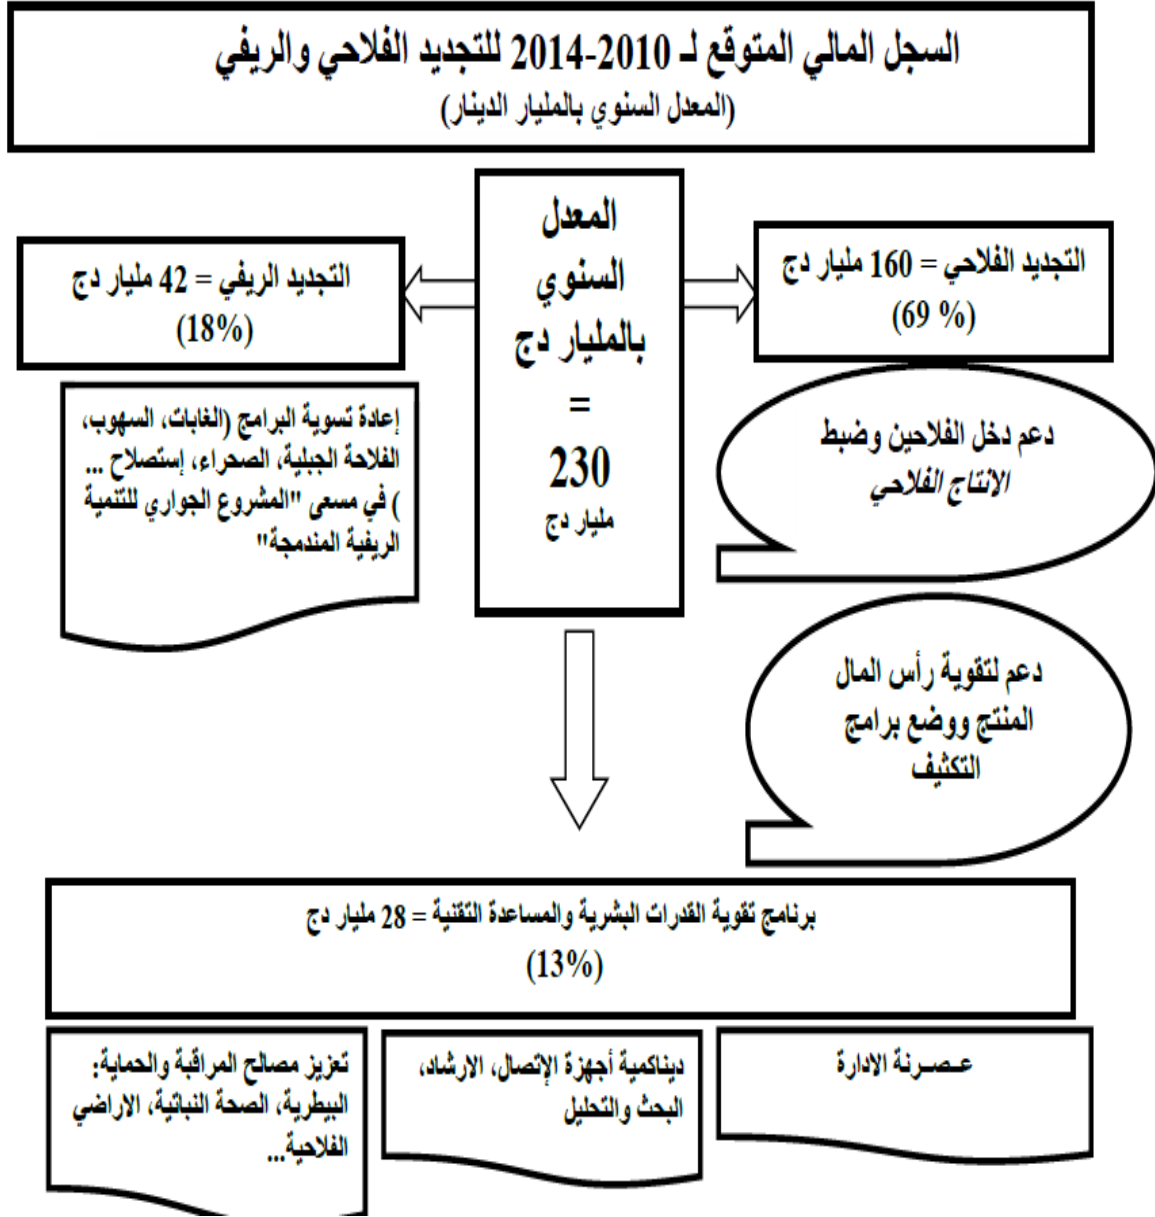 السجل المالي المتوقع لـ 2010-2014 للتجديد الفلاحي والريفي
(المعدل السنوي بالمليار الدينار)
المعدل
السنوي
بالمليار دج
=
230
مليار دج
التجديد الفلاحي = 160 مليار دج
(69 %)
دعم دخل الفلاحين وضبط
الانتاج الفلاحي
دعم لتقوية رأس المال
المنتج ووضع برامج
التكثيف
التجديد الريفي = 42 مليار دج
(18%)
إعادة تسوية البرامج (الغابات، السهوب،
الفلاحة الجبلية، الصحراء، إستصلاح ...
) في مسعى "المشروع الجواري للتنمية
الريفية المندمجة"
برنامج تقوية القدرات البشرية والمساعدة التقنية = 28 مليار دج
(13%)
عـصـرنة الادارة
ديناكمية أجهزة الإتصال، الارشاد،
البحث والتحليل
تعزيز مصالح المراقبة والحماية:
البيطرية، الصحة النباتية، الاراضي
الفلاحية...